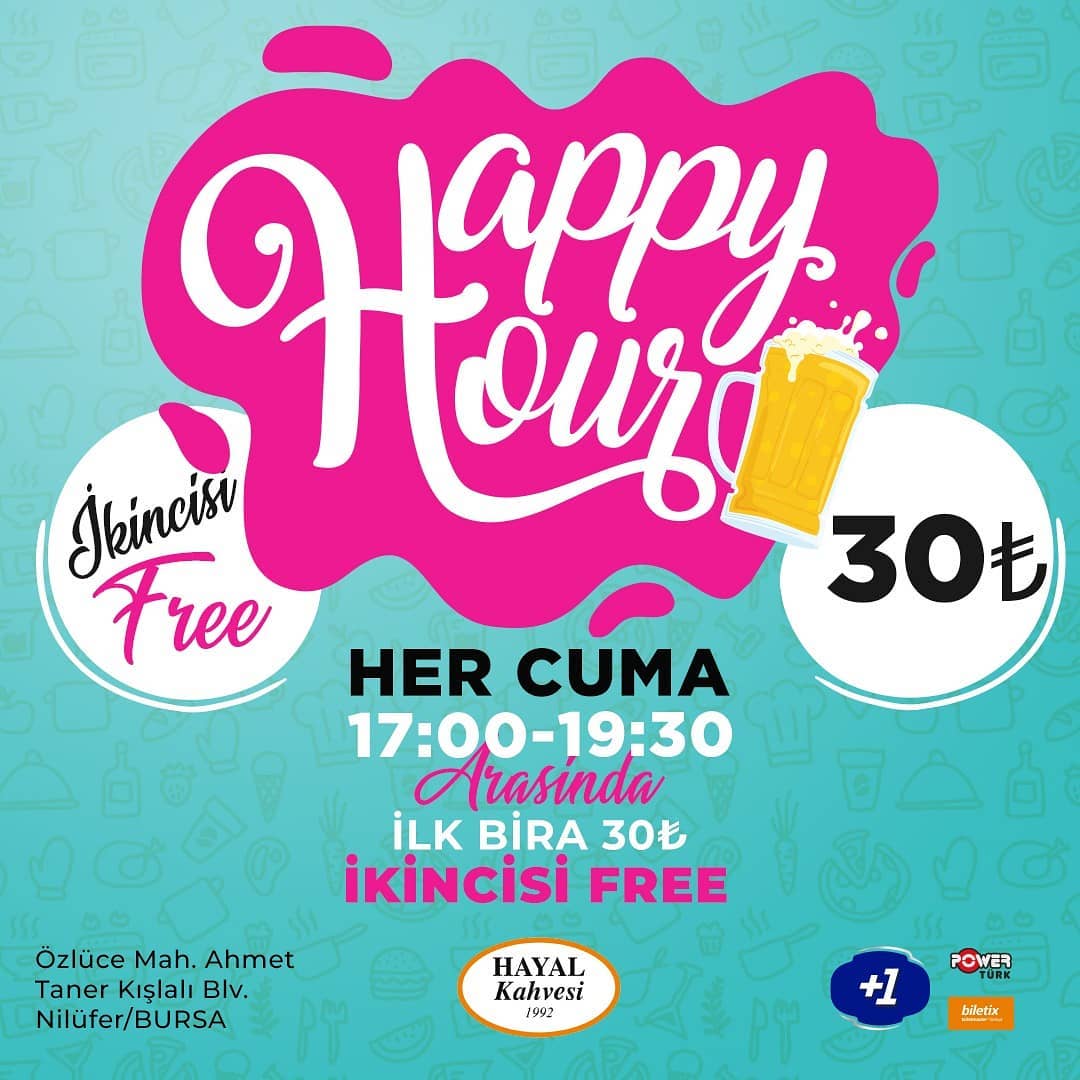 Happy
Hour
İkincisi
Free
30₺
HER CUMA
17:00-19:30
Arasinda
İLK BİRA 30₺
İKİNCİSİ FREE
Özlüce Mah. Ahmet
Taner Kışlalı Blv.
Nilüfer/BURSA
HAYAL
Kahvesi
1992
+1
POWER
TÜRK
biletix